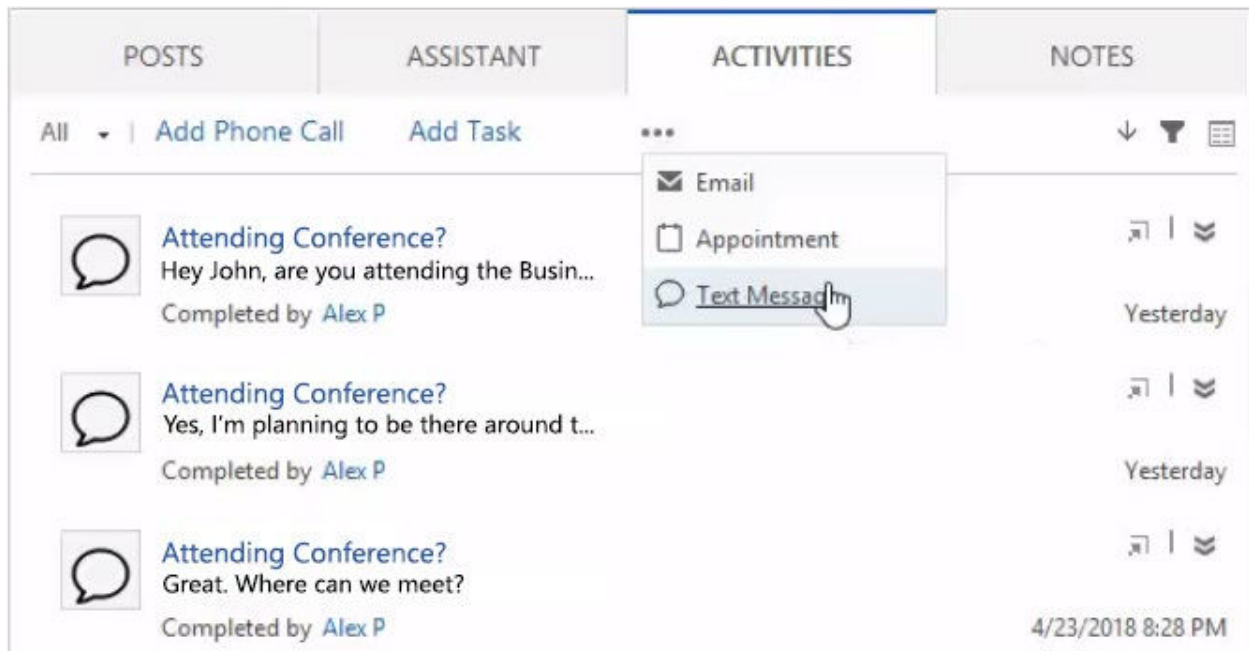 POSTS ASSISTANT ACTIVITIES NOTES
All | Add Phone Call Add Task •••
Email
Appointment
Text Messag
Attending Conference?
Hey John, are you attending the Busin...
Completed by Alex P Yesterday
Attending Conference?
Yes, I'm planning to be there around t...
Completed by Alex P Yesterday
Attending Conference?
Great. Where can we meet?
Completed by Alex P 4/23/2018 8:28 PM